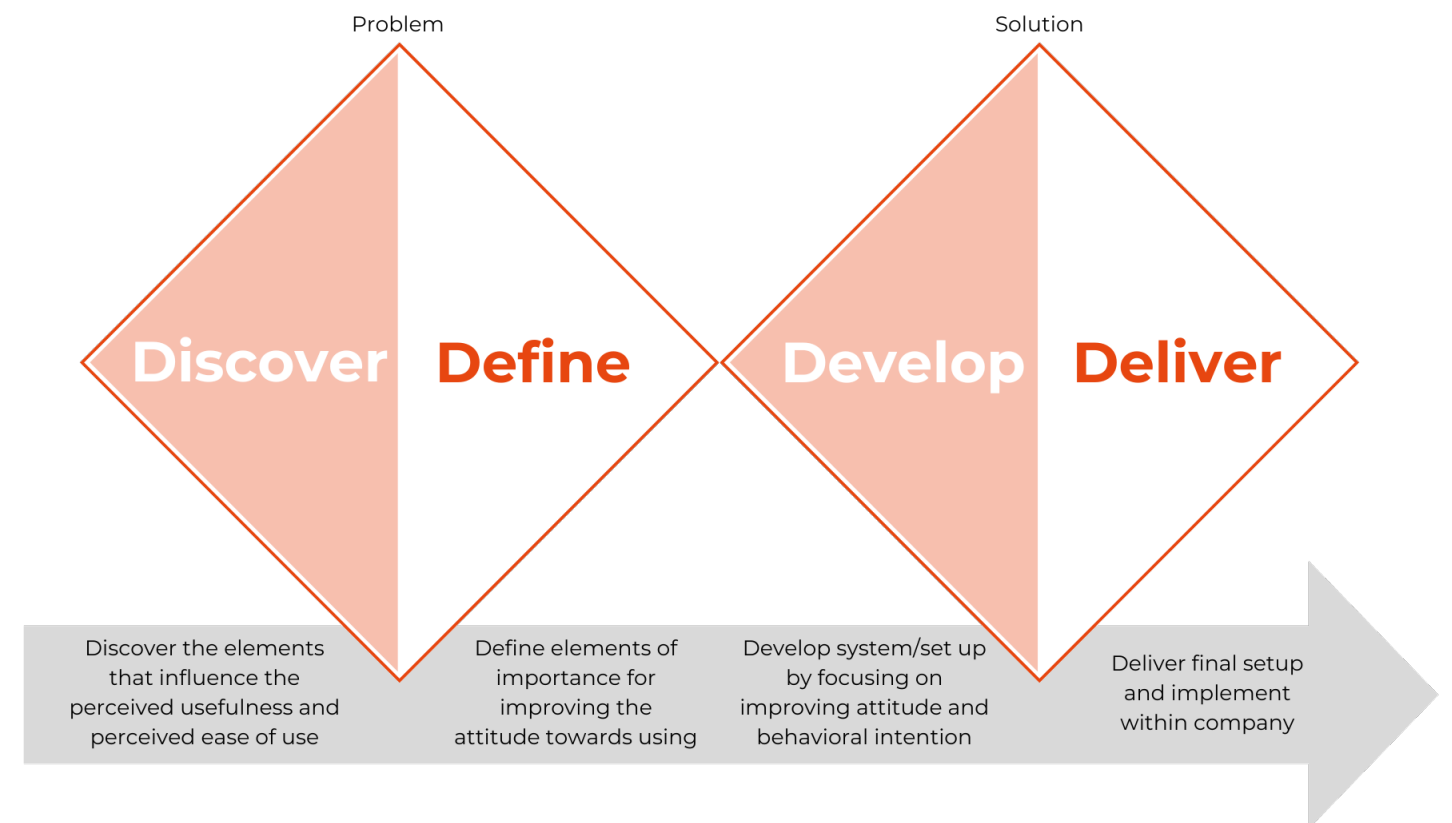 Problem
Solution
Discover
Define
Develop
Deliver
Discover the elements
that influence the
perceived usefulness and
perceived ease of use
Define elements of
importance for
improving the
attitude towards using
Develop system/set up
by focusing on
improving attitude and
behavioral intention
Deliver final setup
and implement
within company